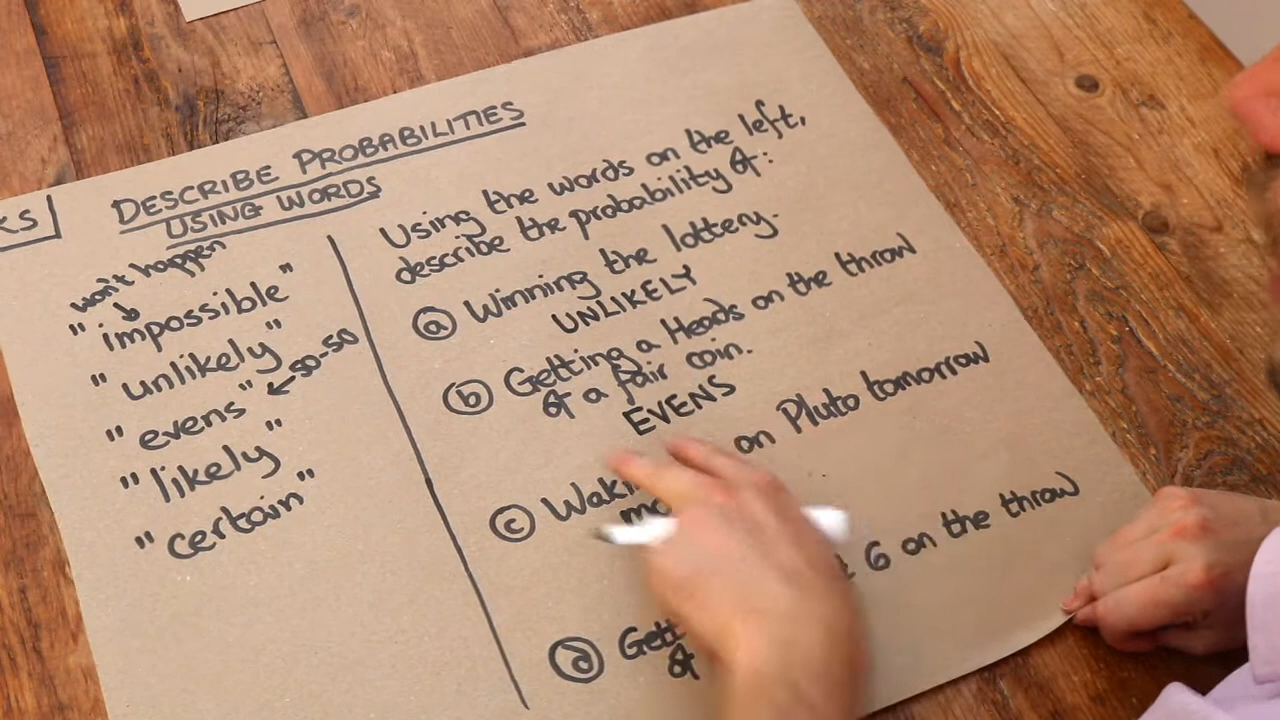 KS
DESCRIBE PROBABILITIES
USING WORDS
won't happen
"impossible"
"unlikely"
"evens" 50-50
"likely"
"certain"
Using the words on the left,
describe the probability of:
(a) Winning the lottery.
UNLIKELY
(b) Getting a Heads on the throw
of a fair coin.
EVENS
(c) on Pluto tomorrow
(d) 6 on the throw
of